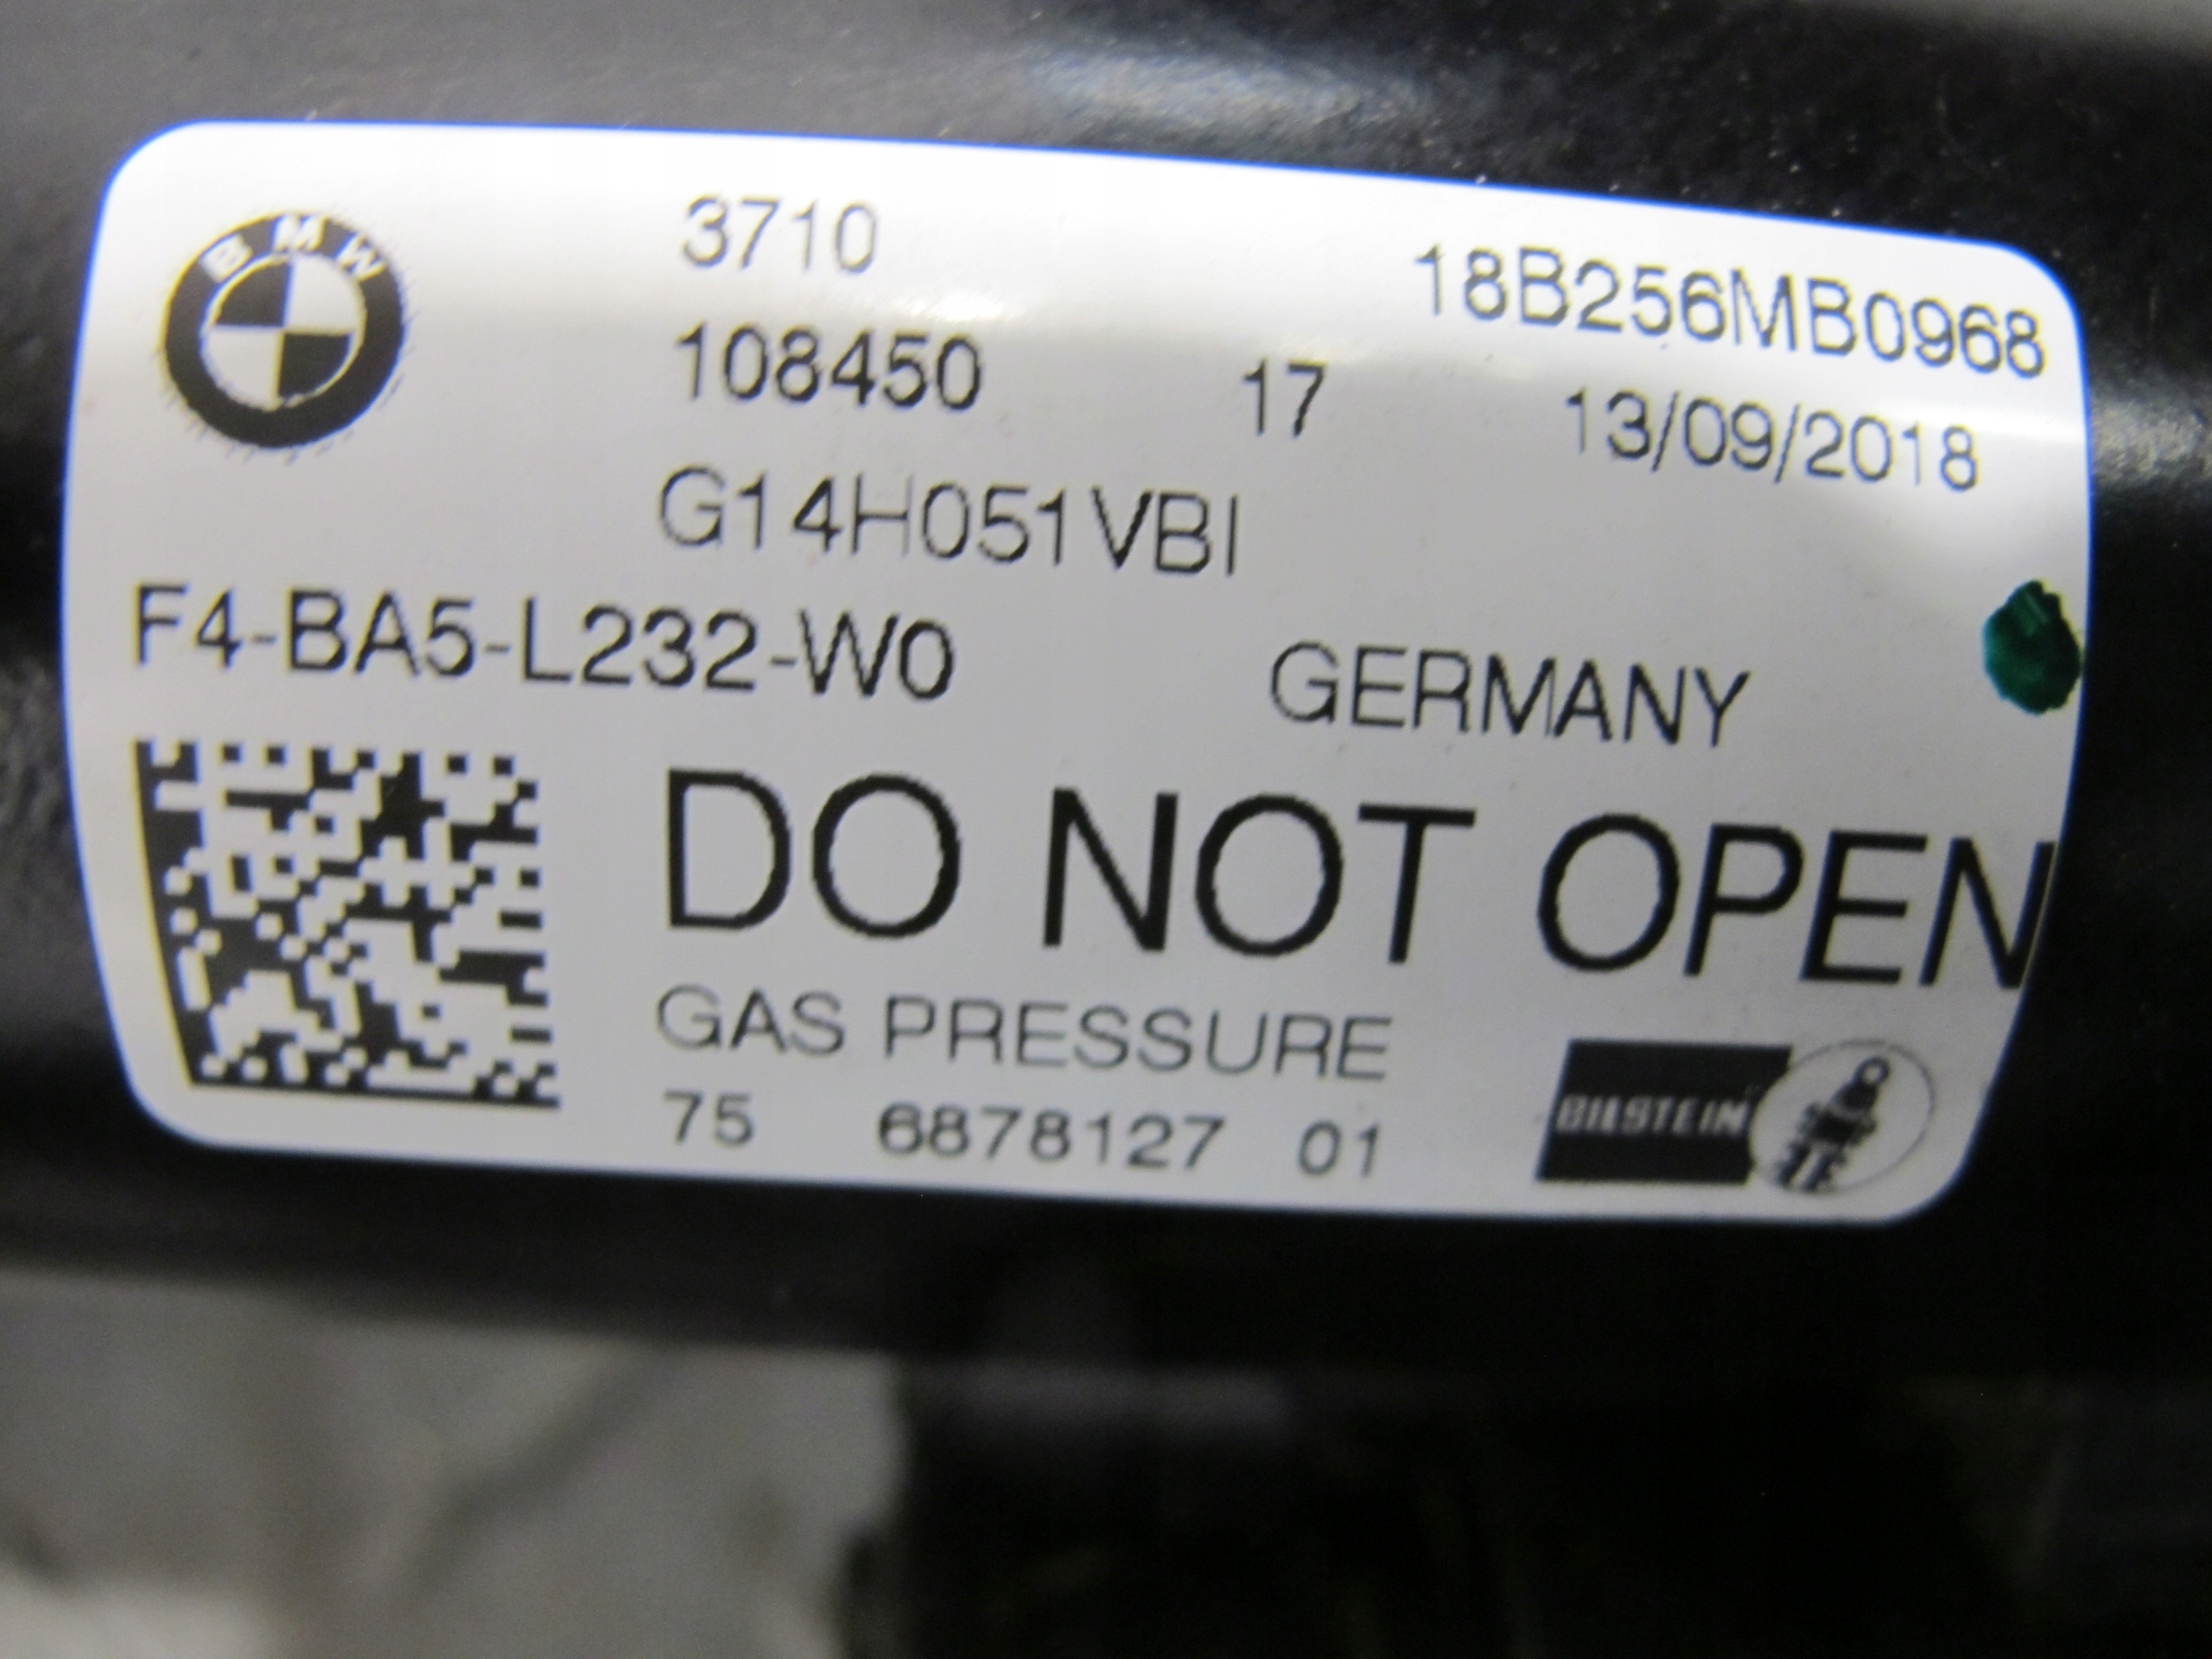 BMW
3710
18B256MB0968
108450 17 13/09/2018
G14H051VBI
F4-BA5-L232-W0 GERMANY
DO NOT OPEN
GAS PRESSURE
75 6878127 01
BILSTEIN